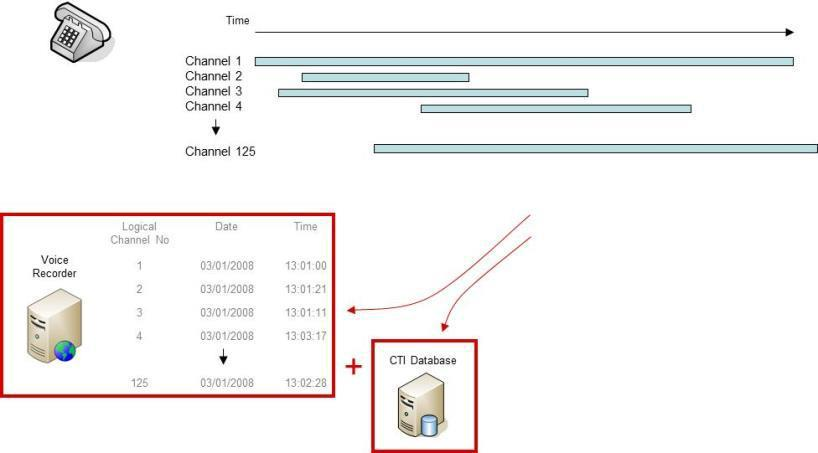 Time
Channel 1
Channel 2
Channel 3
Channel 4
Channel 125
Logical Channel No Date Time
Voice Recorder
1 03/01/2008 13:01:00
2 03/01/2008 13:01:21
3 03/01/2008 13:01:11
4 03/01/2008 13:03:17
125 03/01/2008 13:02:28
+
CTI Database